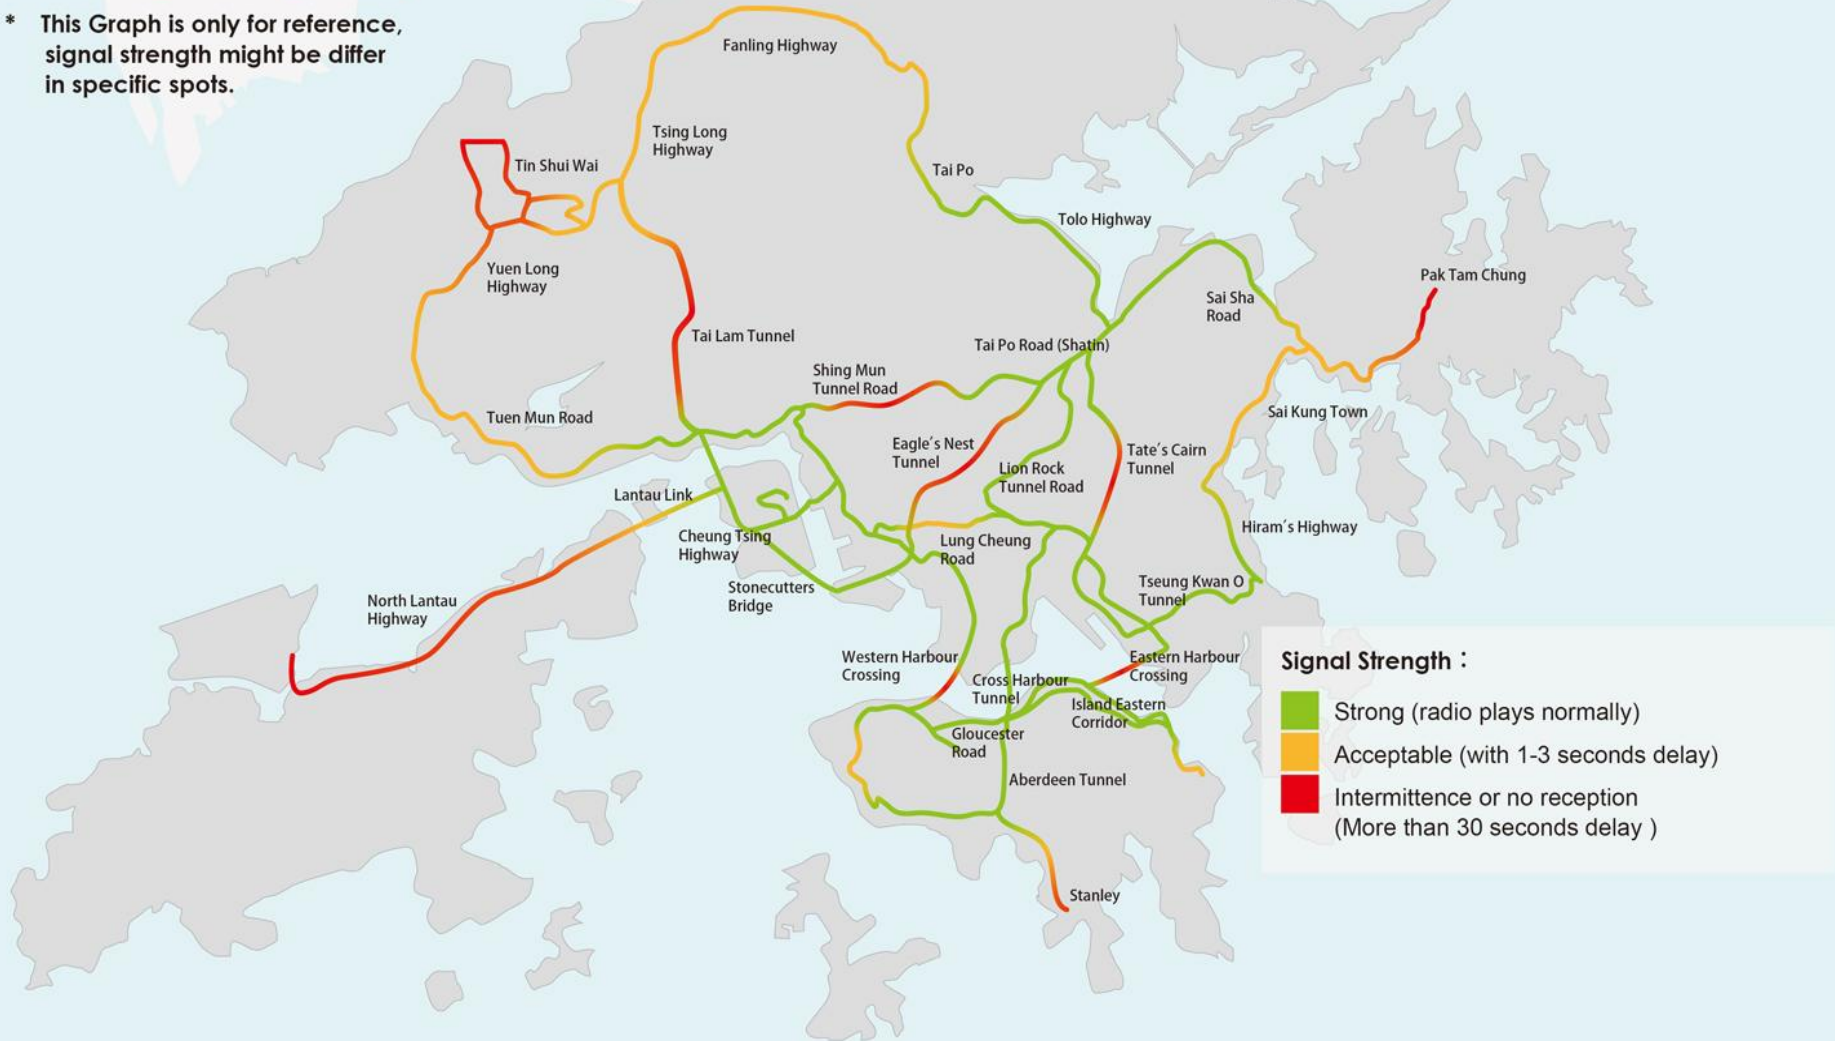 * This Graph is only for reference,
signal strength might be differ
in specific spots.
Fanling Highway
Tsing Long
Highway
Tin Shui Wai
Tai Po
Tolo Highway
Yuen Long
Highway
Pak Tam Chung
Sai Sha
Road
Tai Lam Tunnel
Tai Po Road (Shatin)
Shing Mun
Tunnel Road
Tuen Mun Road
Sai Kung Town
Eagle´s Nest
Tunnel
Tate´s Cairn
Tunnel
Lion Rock
Tunnel Road
Lantau Link
Hiram´s Highway
Cheung Tsing
Highway
Lung Cheung
Road
Stonecutters
Bridge
Tseung Kwan O
Tunnel
North Lantau
Highway
Western Harbour
Crossing
Eastern Harbour
Crossing
Cross Harbour
Tunnel
Island Eastern
Corridor
Gloucester
Road
Aberdeen Tunnel
Stanley
Signal Strength：
Strong (radio plays normally)
Acceptable (with 1-3 seconds delay)
Intermittence or no reception
(More than 30 seconds delay )